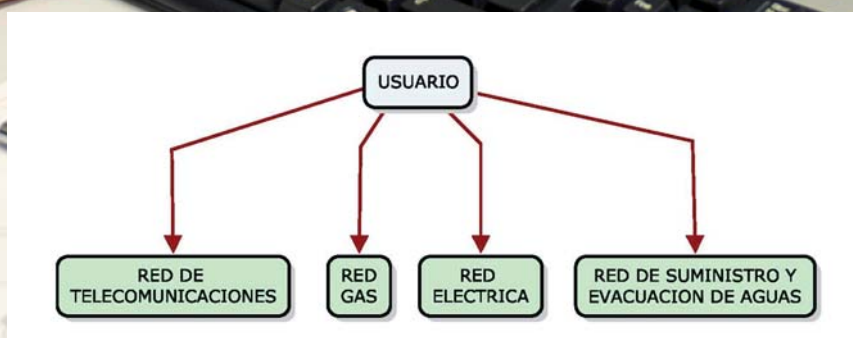 USUARIO
RED DE
TELECOMUNICACIONES
RED
GAS
RED
ELECTRICA
RED DE SUMINISTRO Y
EVACUACION DE AGUAS